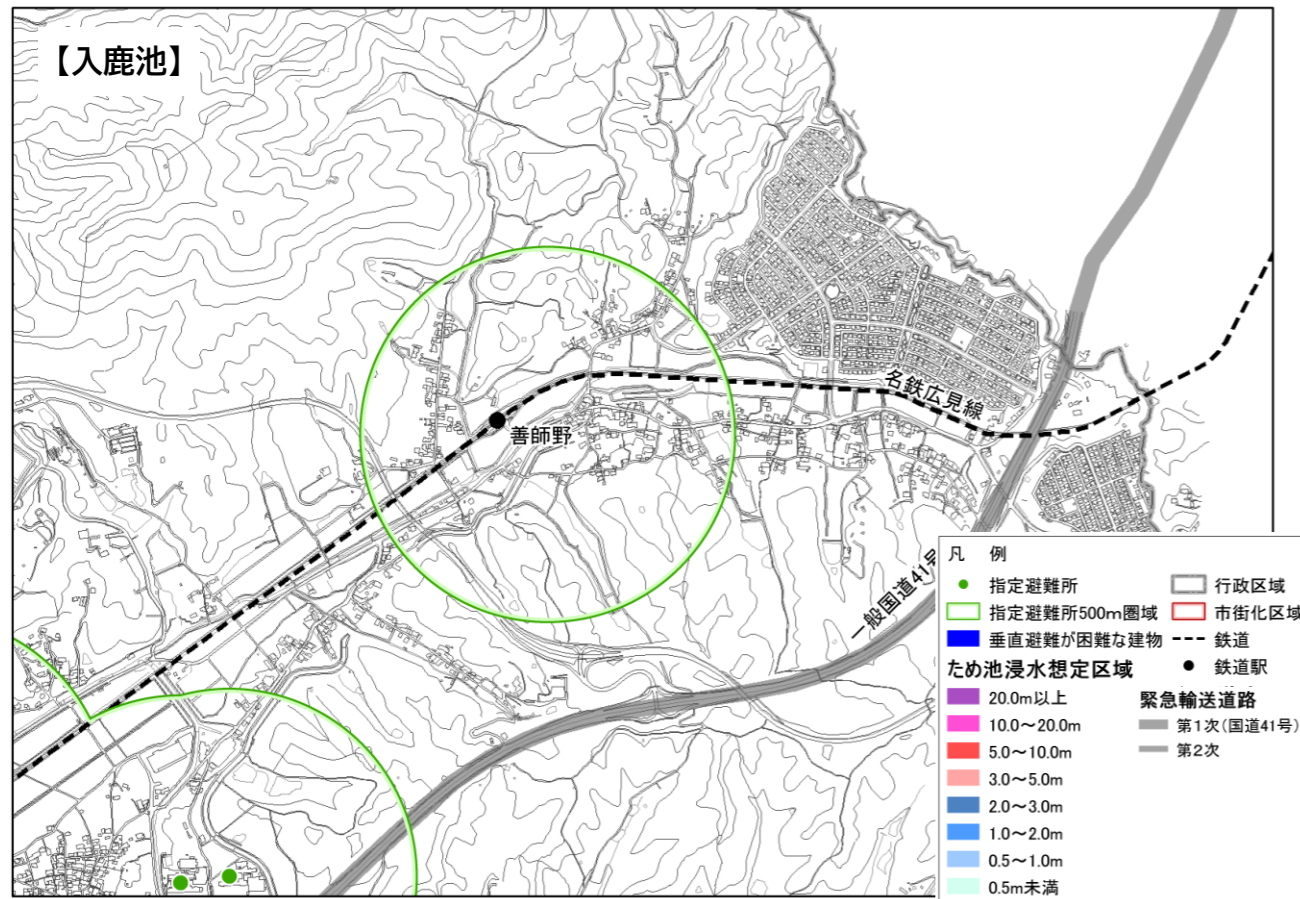 【入鹿池】
名鉄広見線
善師野
一般国道41号
凡 例
指定避難所
指定避難所500m圏域
垂直避難が困難な建物
ため池浸水想定区域
20.0m以上
10.0～20.0m
5.0～10.0m
3.0～5.0m
2.0～3.0m
1.0～2.0m
0.5～1.0m
0.5m未満
行政区域
市街化区域
鉄道
鉄道駅
緊急輸送道路
第1次(国道41号)
第2次